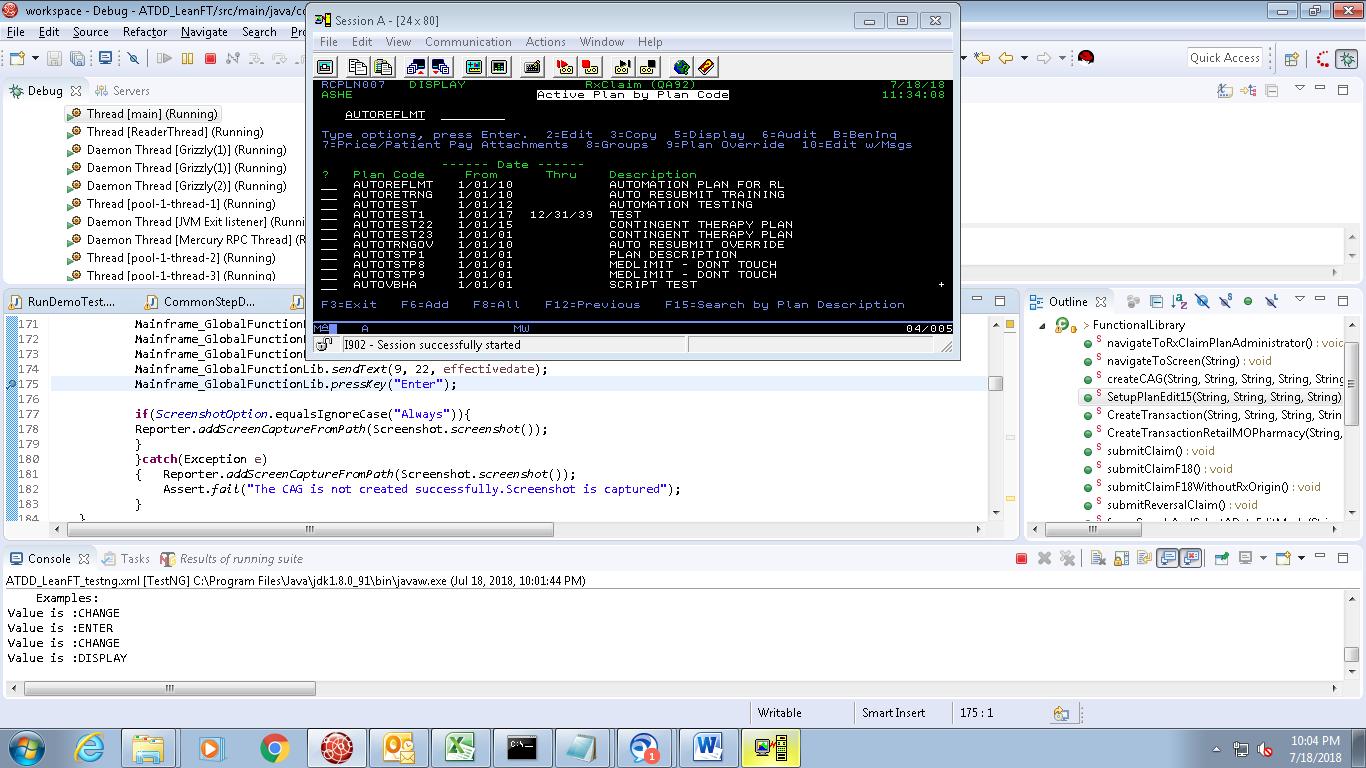 workspace - Debug - ATDD_LeanFT/src/main/java/co
File Edit Source Refactor Navigate Search Pr
Quick Access
Debug Servers
Thread [main] (Running)
Thread [ReaderThread] (Running)
Daemon Thread [Grizzly(1)] (Running)
Daemon Thread [Grizzly(1)] (Running)
Daemon Thread [Grizzly(2)] (Running)
Thread [pool-1-thread-1] (Running)
Daemon Thread [JVM Exit listener] (Runnin
Daemon Thread [Mercury RPC Thread] (R
Thread [pool-1-thread-2] (Running)
Thread [pool-1-thread-3] (Running)
Session A - [24 x 80]
File Edit View Communication Actions Window Help
RCPLN007 DISPLAY RxClaim (QA92) 7/18/18
ASHE Active Plan by Plan Code 11:34:08
AUTOREFLMT
Type options, press Enter. 2=Edit 3=Copy 5=Display 6=Audit B=BenInq
7=Price/Patient Pay Attachments 8=Groups 9=Plan Override 10=Edit w/Msgs
------ Date ------
? Plan Code From Thru Description
AUTOREFLMT 1/01/10 AUTOMATION PLAN FOR RL
AUTORETRNG 1/01/10 AUTO RESUBMIT TRAINING
AUTOTEST 1/01/12 AUTOMATION TESTING
AUTOTEST1 1/01/17 12/31/39 TEST
AUTOTEST22 1/01/15 CONTINGENT THERAPY PLAN
AUTOTEST23 1/01/01 CONTINGENT THERAPY PLAN
AUTOTRNGOV 1/01/10 AUTO RESUBMIT OVERRIDE
AUTOTSTP1 1/01/01 PLAN DESCRIPTION
AUTOTSTP8 1/01/01 MEDLIMIT - DONT TOUCH
AUTOTSTP9 1/01/01 MEDLIMIT - DONT TOUCH
AUTOVBHA 1/01/01 SCRIPT TEST +
F3=Exit F6=Add F8=All F12=Previous F15=Search by Plan Description
MA A MW 04/005
I902 - Session successfully started
RunDemoTest.... CommonStepD...
171 Mainframe_GlobalFunctionL
172 Mainframe_GlobalFunctionL
173 Mainframe_GlobalFunctionL
174 Mainframe_GlobalFunctionLib.sendText(9, 22, effectivedate);
175 Mainframe_GlobalFunctionLib.pressKey("Enter");
176
177 if(ScreenshotOption.equalsIgnoreCase("Always")){
178 Reporter.addScreenCaptureFromPath(Screenshot.screenshot());
179 }
180 }catch(Exception e)
181 { Reporter.addScreenCaptureFromPath(Screenshot.screenshot());
182 Assert.fail("The CAG is not created successfully.Screenshot is captured");
183 }
184 }
Outline
> FunctionalLibrary
navigateToRxClaimPlanAdministrator() : voic
navigateToScreen(String) : void
createCAG(String, String, String, String, String
SetupPlanEdit15(String, String, String, String)
CreateTransaction(String, String, String, Strin
CreateTransactionRetailMOPharmacy(String,
submitClaim() : void
submitClaimF18()
submitClaimF18WithoutRxOrigin() : void
submitReversalClaim() : void
Console Tasks Results of running suite
ATDD_LeanFT_testng.xml [TestNG] C:\Program Files\Java\jdk1.8.0_91\bin\javaw.exe (Jul 18, 2018, 10:01:44 PM)
Examples:
Value is :CHANGE
Value is :ENTER
Value is :CHANGE
Value is :DISPLAY
Writable Smart Insert 175 : 1
10:04 PM
7/18/2018